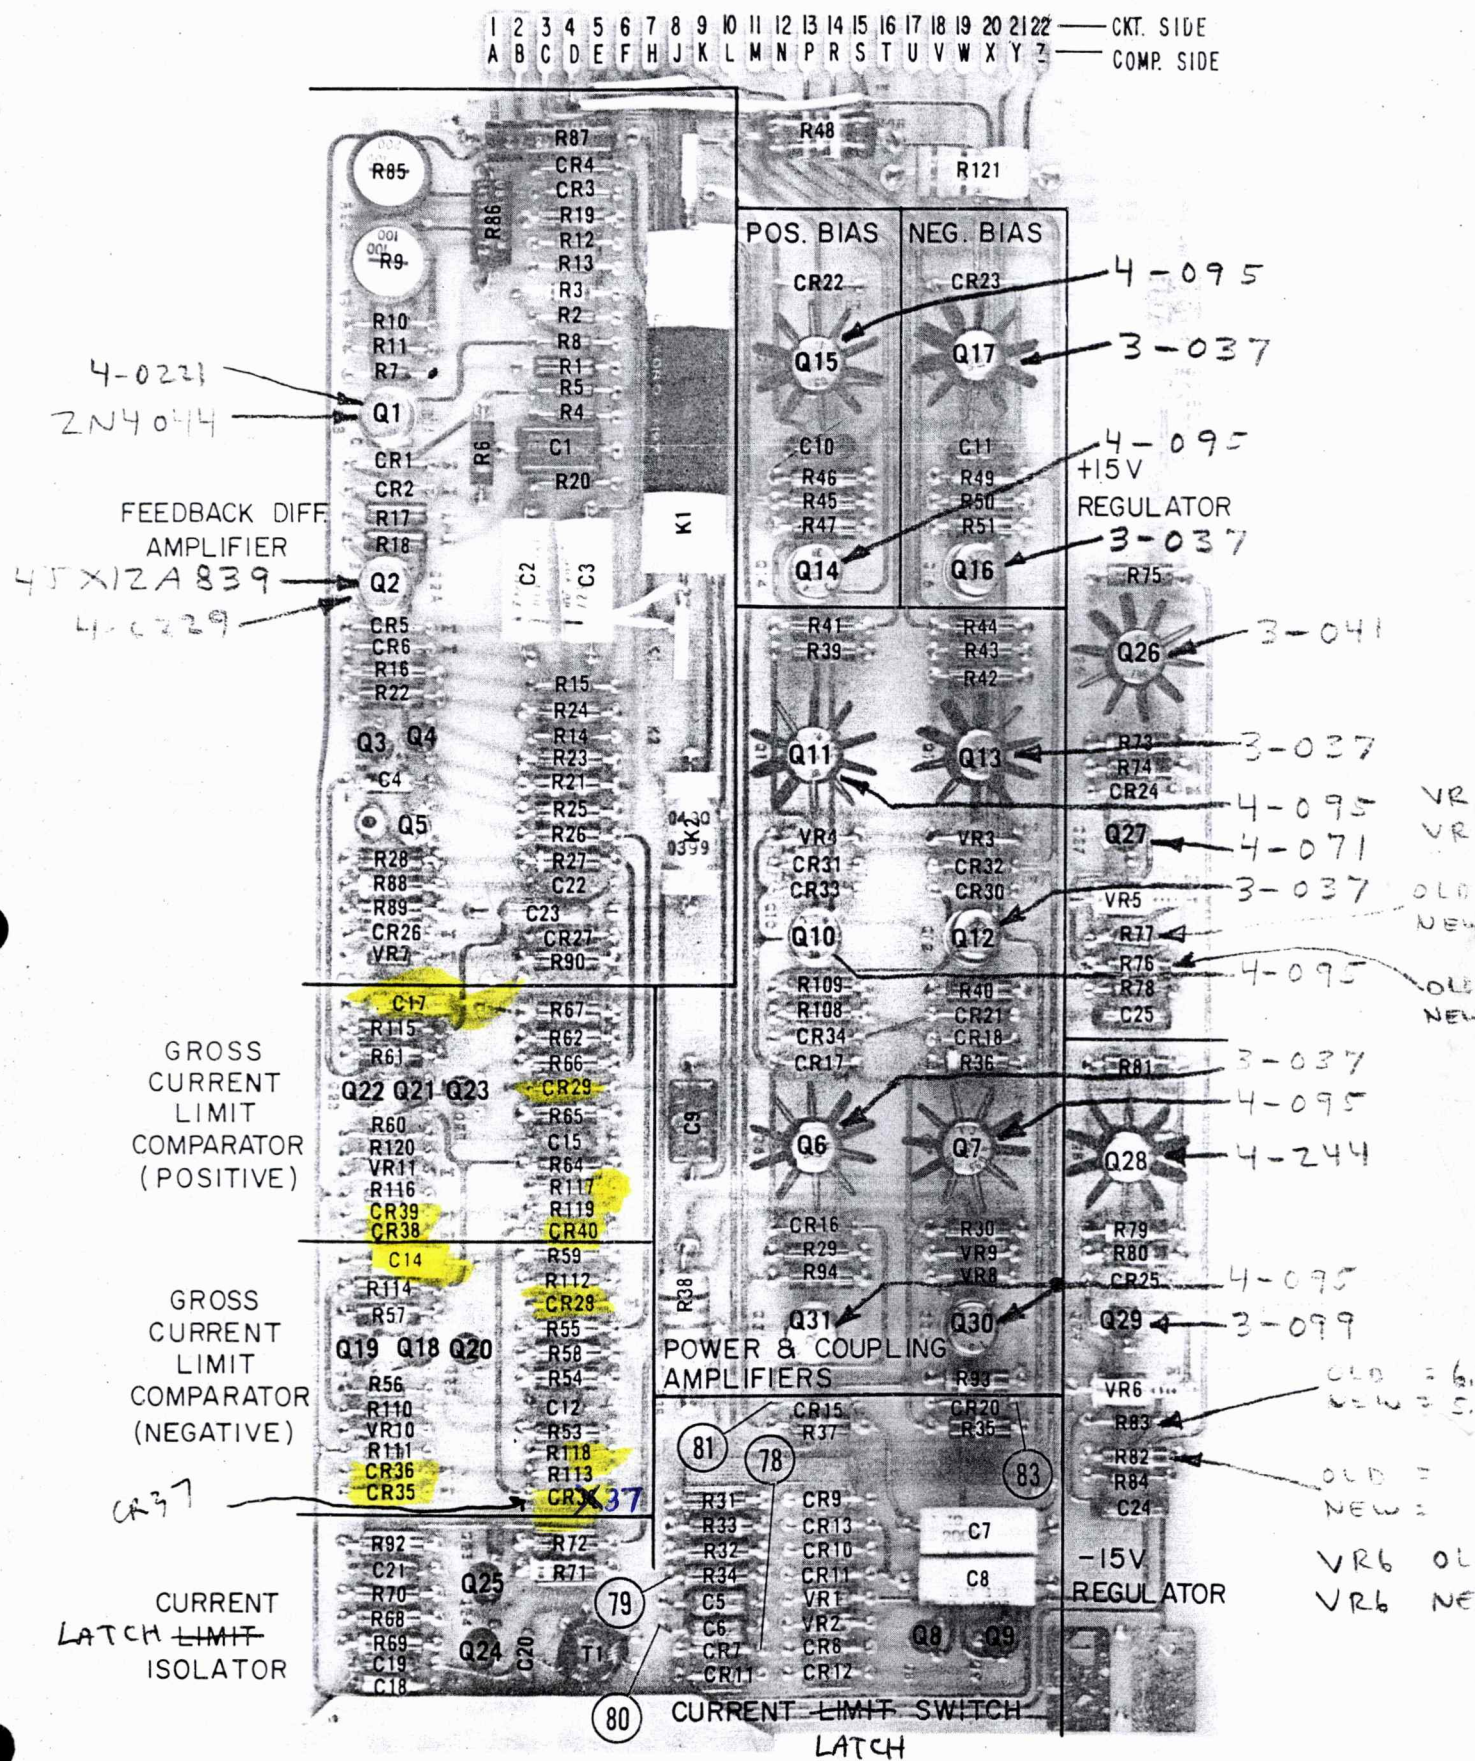 1 2 3 4 5 6 7 8 9 10 11 12 13 14 15 16 17 18 19 20 21 22 CKT. SIDE
A B C D E F H J K L M N P R S T U V W X Y Z COMP. SIDE
R87
R48
R85
CR4
R121
CR3
R86
R19
R12
R9
R13
R3
R2
R10
R11
R8
R7
R1
R5
4-0221
Q1
R4
2N4044
R6
C1
CR1
R20
CR2
FEEDBACK DIFF.
AMPLIFIER
R17
R18
K1
45X12A839
Q2
C2
C3
CR5
CR6
R16
R22
R15
R24
R14
R23
R21
R25
R26
R27
C22
C23
CR27
R90
Q3
Q4
C4
Q5
R28
R88
R89
CR26
VR7
0430
K2
0399
POS. BIAS
NEG. BIAS
CR22
CR23
4-095
Q15
Q17
3-037
C10
C11
R46
R49
R45
R50
R47
R51
+15V
REGULATOR
3-037
Q14
Q16
R75
R41
R44
R39
R43
R42
Q26
3-041
Q11
Q13
3-037
R73
R74
CR24
4-095
VR
VR
VR4
VR3
Q27
4-071
CR31
CR32
CR33
CR30
3-037
VR5
OLD
NEW
Q10
Q12
R77
R76
4-095
R78
OLD
NEW
C25
R109
R40
R108
CR21
CR34
CR18
CR17
R36
R81
3-037
Q6
Q7
4-095
Q28
4-244
CR16
R30
R79
R29
VR9
R80
R94
VR8
CR25
4-095
Q31
Q30
Q29
3-099
POWER & COUPLING
AMPLIFIERS
R93
VR6
R83
R82
R84
C24
OLD =
NEW =
-15V
REGULATOR
VR6 OL
VR6 NE
C17
R67
R115
R62
R61
R66
GROSS
CURRENT
LIMIT
COMPARATOR
(POSITIVE)
Q22
Q21
Q23
CR29
R60
R65
R120
C15
VR11
R64
R116
R117
CR39
R119
CR38
CR40
C9
C14
R59
R114
R112
R57
CR28
GROSS
CURRENT
LIMIT
COMPARATOR
(NEGATIVE)
R38
Q19
Q18
Q20
R55
R58
R56
R54
R110
C12
VR10
R53
R111
R118
CR36
R113
CR35
CR37
37
CURRENT
LATCH LIMIT
ISOLATOR
R92
R72
C21
R71
R70
Q25
R68
R69
Q24
C19
C20
T1
C18
81
78
83
79
80
CR15
CR20
R37
R35
R31
CR9
R33
CR13
C7
R32
CR10
R34
CR11
C8
C5
VR1
C6
VR2
CR7
CR8
Q8
Q9
CR11
CR12
CURRENT LIMIT SWITCH
LATCH